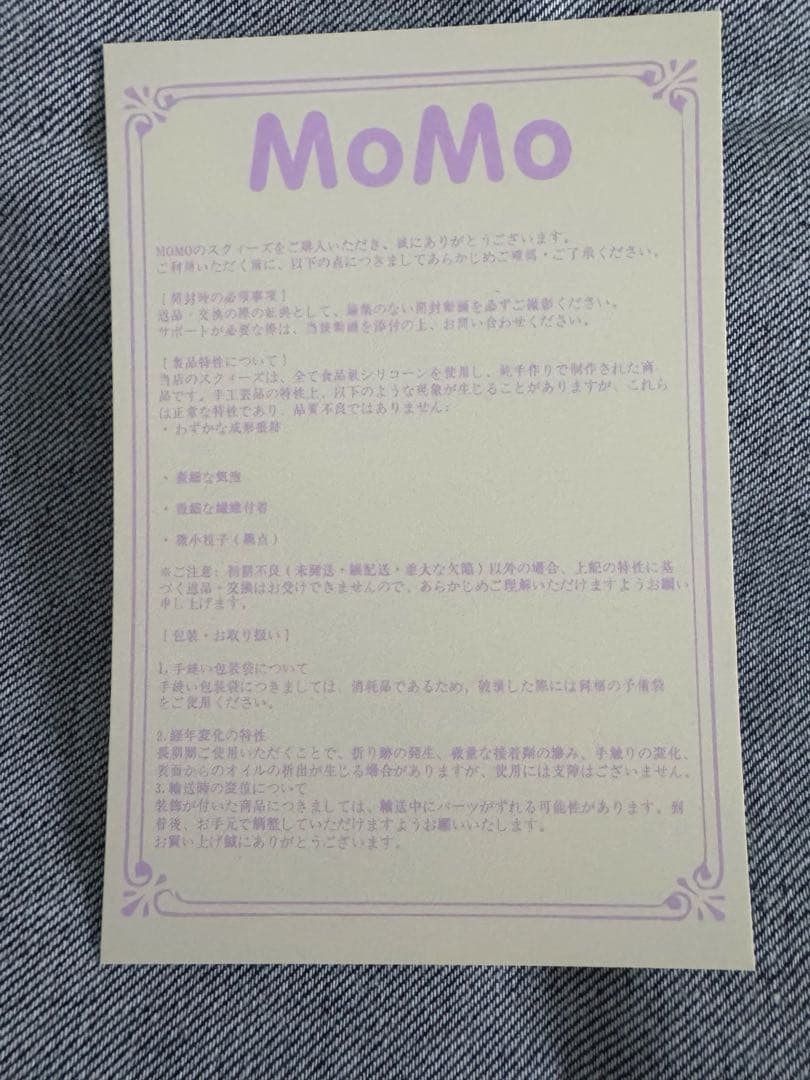 MoMo
MOMOのスクィーズをご購入いただき、誠にありがとうございます。
ご利用いただく前に、以下の点につきましてあらかじめご確認・ご了承ください。
[開封時の必須事項]
返品・交換の際の証拠として、編集のない開封動画を必ずご撮影ください。
サポートが必要な際は、当該動画を添付の上、お問い合わせください。
[製品特性について]
当店のスクィーズは、全て食品級シリコーンを使用し、純手作りで制作された商
品です。手工芸品の特性上、以下のような現象が生じることがありますが、これら
は正常な特性であり、品質不良ではありません:
・わずかな成形痕跡
・微細な気泡
・微細な繊維付着
・微小粒子(黒点)
※ご注意: 初期不良(未発送・誤配送・重大な欠陥)以外の場合、上記の特性に基
づく返品・交換はお受けできませんので、あらかじめご理解いただけますようお願い
申し上げます。
[包装・お取り扱い]
1.手縫い包装袋について
手縫い包装袋につきましては、消耗品であるため,破損した際には同梱の予備袋
をご使用ください。
2.経年変化の特性
長期間ご使用いただくことで、折り跡の発生、微量な接着剤の滲み、手触りの変化、
表面からのオイルの析出が生じる場合がありますが、使用には支障はございません。
3.輸送時の変位について
装飾が付いた商品につきましては、輸送中にパーツがずれる可能性があります。到
着後、お手元で調整していただけますようお願いいたします。
お買い上げ誠にありがとうございます。